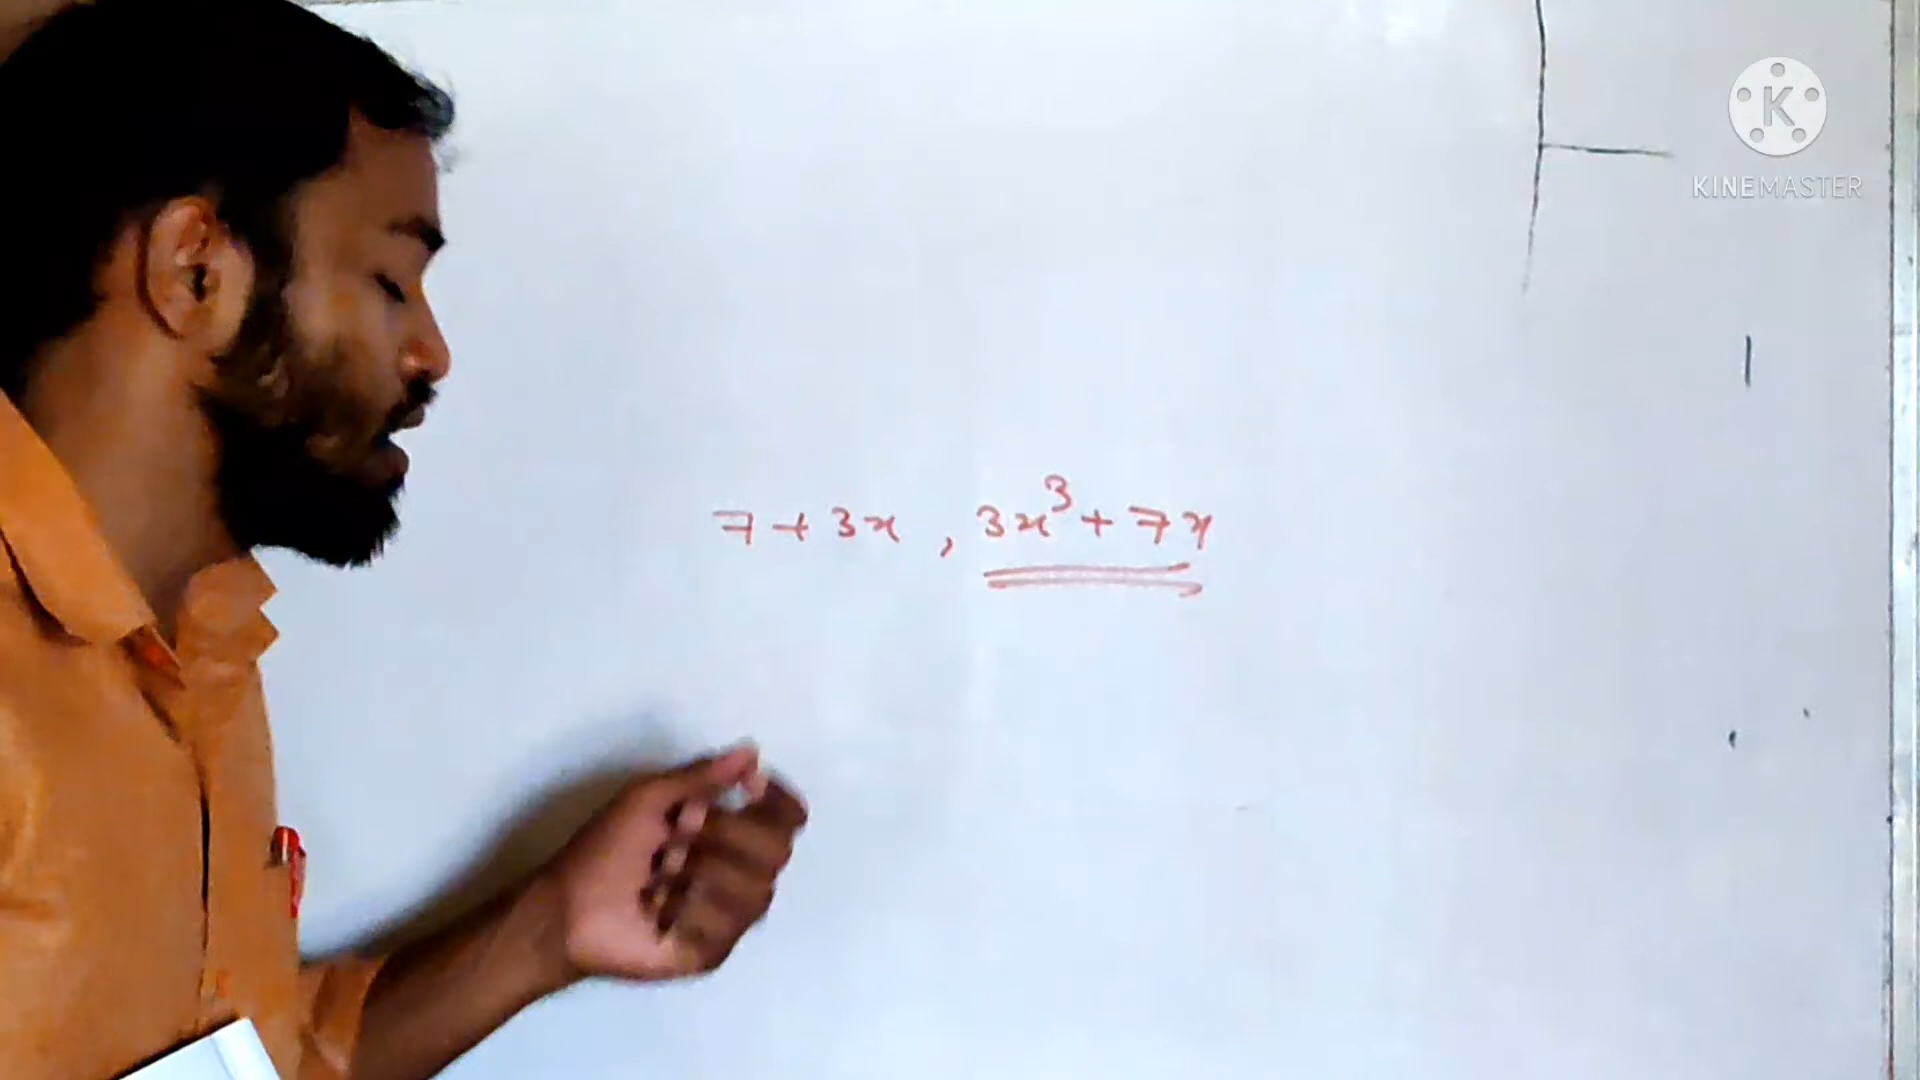 K
KINEMASTER
7 + 3x , 3x³ + 7x